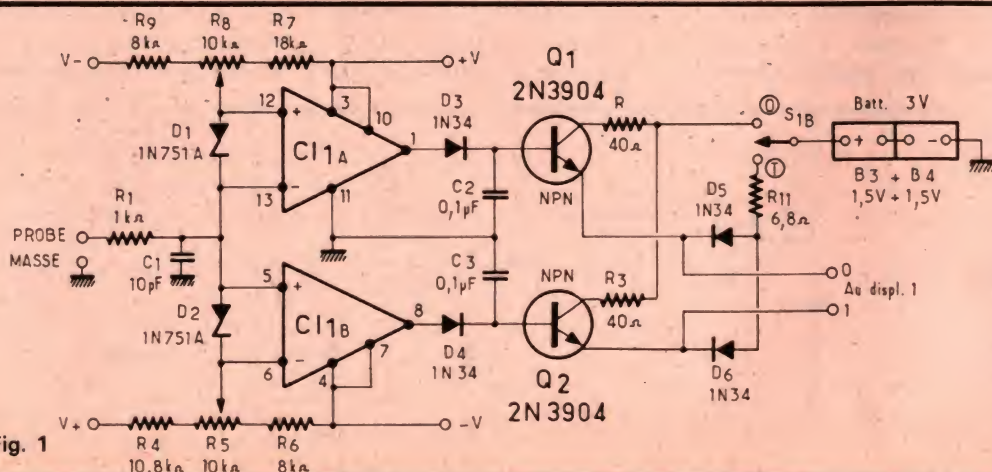 R9
8kΩ
R8
10kΩ
R7
18kΩ
V-
+V
12
+
3
10
D1
1N751A
CI1A
1
D3
1N34
-
13
11
R1
1kΩ
PROBE
MASSE
C1
10pF
D2
1N751A
5
+
CI1B
8
D4
1N34
-
6
4
7
V+
-V
R4
10,8kΩ
R5
10kΩ
R6
8kΩ
C2
0,1µF
C3
0,1µF
Q1
2N3904
NPN
R
40Ω
NPN
R3
40Ω
Q2
2N3904
O
S1B
T
Batt. 3V
+
-
B3 + B4
1,5V + 1,5V
R11
6,8Ω
D5
1N34
D6
1N34
0
Au displ. 1
1
Fig. 1